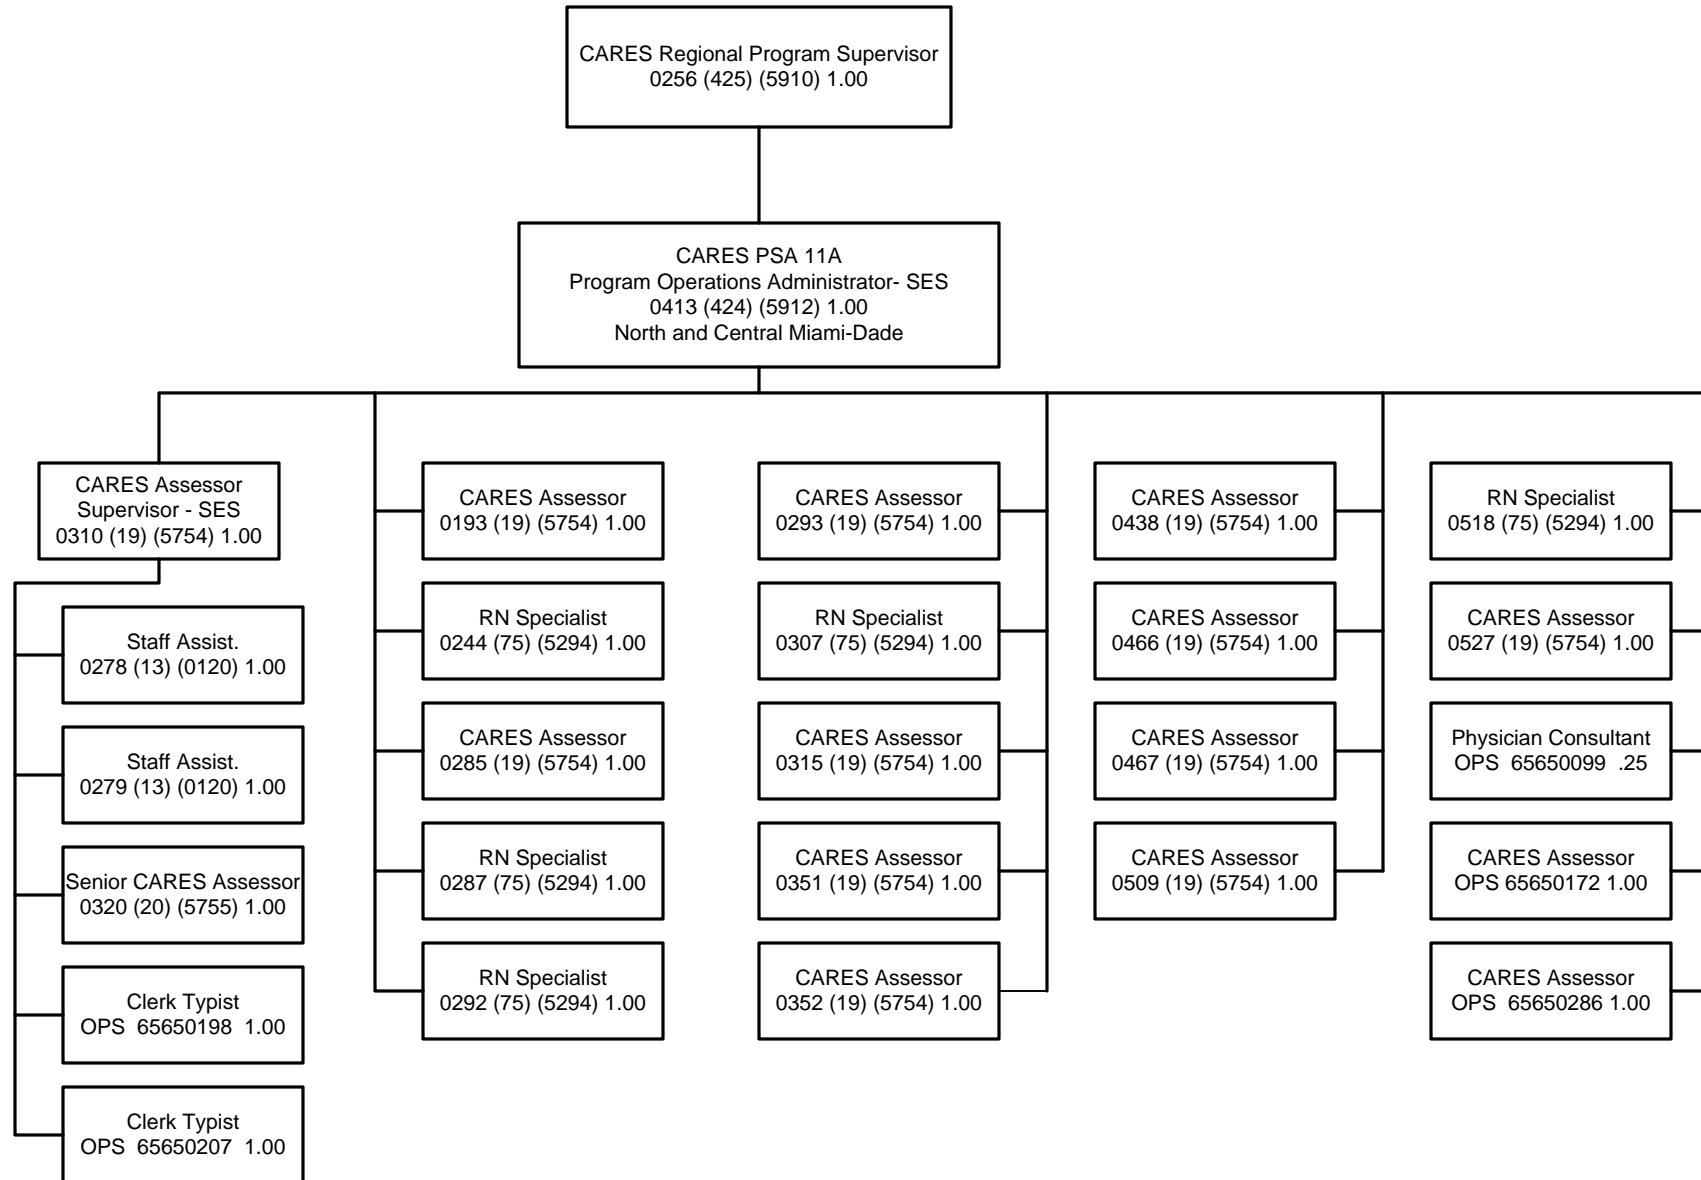 CARES Regional Program Supervisor
0256 (425) (5910) 1.00
CARES PSA 11A
Program Operations Administrator- SES
0413 (424) (5912) 1.00
North and Central Miami-Dade
CARES Assessor
Supervisor - SES
0310 (19) (5754) 1.00
Staff Assist.
0278 (13) (0120) 1.00
Staff Assist.
0279 (13) (0120) 1.00
Senior CARES Assessor
0320 (20) (5755) 1.00
Clerk Typist
OPS  65650198  1.00
Clerk Typist
OPS  65650207  1.00
CARES Assessor
0193 (19) (5754) 1.00
RN Specialist
0244 (75) (5294) 1.00
CARES Assessor
0285 (19) (5754) 1.00
RN Specialist
0287 (75) (5294) 1.00
RN Specialist
0292 (75) (5294) 1.00
CARES Assessor
0293 (19) (5754) 1.00
RN Specialist
0307 (75) (5294) 1.00
CARES Assessor
0315 (19) (5754) 1.00
CARES Assessor
0351 (19) (5754) 1.00
CARES Assessor
0352 (19) (5754) 1.00
CARES Assessor
0438 (19) (5754) 1.00
CARES Assessor
0466 (19) (5754) 1.00
CARES Assessor
0467 (19) (5754) 1.00
CARES Assessor
0509 (19) (5754) 1.00
RN Specialist
0518 (75) (5294) 1.00
CARES Assessor
0527 (19) (5754) 1.00
Physician Consultant
OPS  65650099  .25
CARES Assessor
OPS 65650172 1.00
CARES Assessor
OPS  65650286 1.00